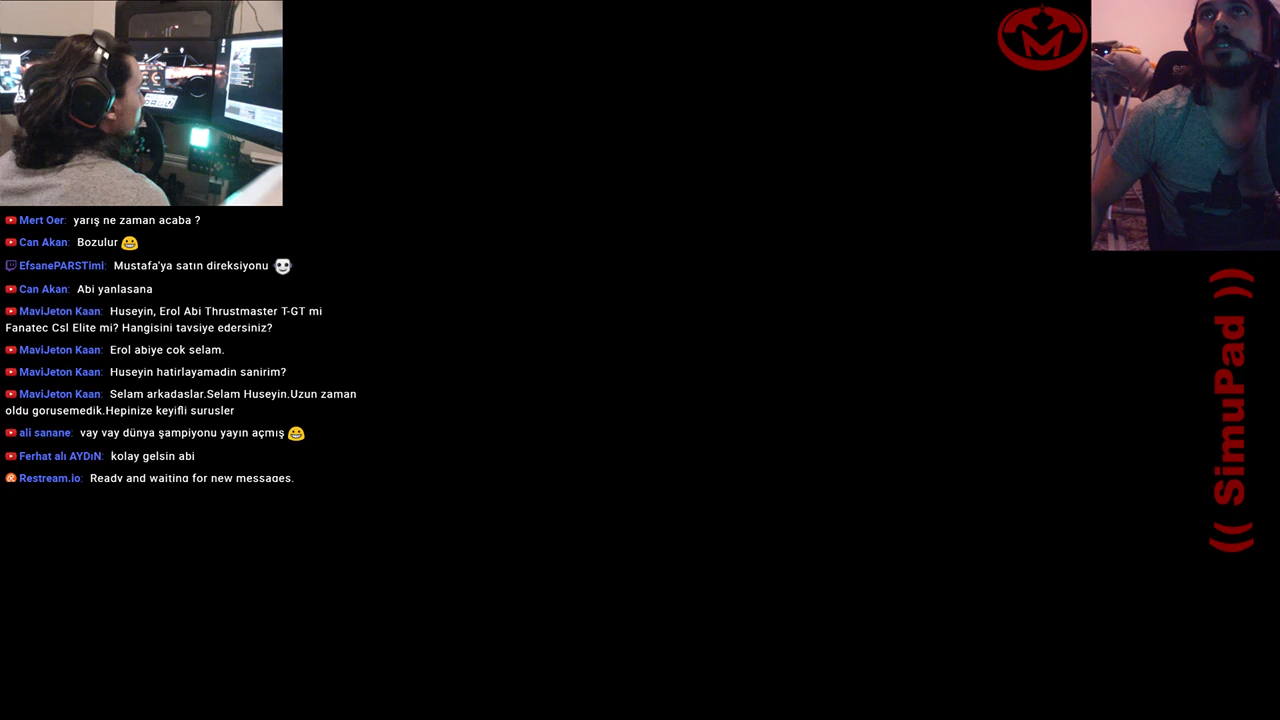 Mert Oer: yarış ne zaman acaba ?
Can Akan: Bozulur
EfsanePARSTimi: Mustafa'ya satın direksiyonu
Can Akan: Abi yanlasana
MaviJeton Kaan: Huseyin, Erol Abi Thrustmaster T-GT mi
Fanatec Csl Elite mi? Hangisini tavsiye edersiniz?
MaviJeton Kaan: Erol abiye cok selam.
MaviJeton Kaan: Huseyin hatirlayamadin sanirim?
MaviJeton Kaan: Selam arkadaslar.Selam Huseyin.Uzun zaman
oldu gorusemedik.Hepinize keyifli surusler
ali sanane: vay vay dünya şampiyonu yayın açmış
Ferhat alı AYDıN: kolay gelsin abi
Restream.io: Ready and waiting for new messages.
M
(( SimuPad ))